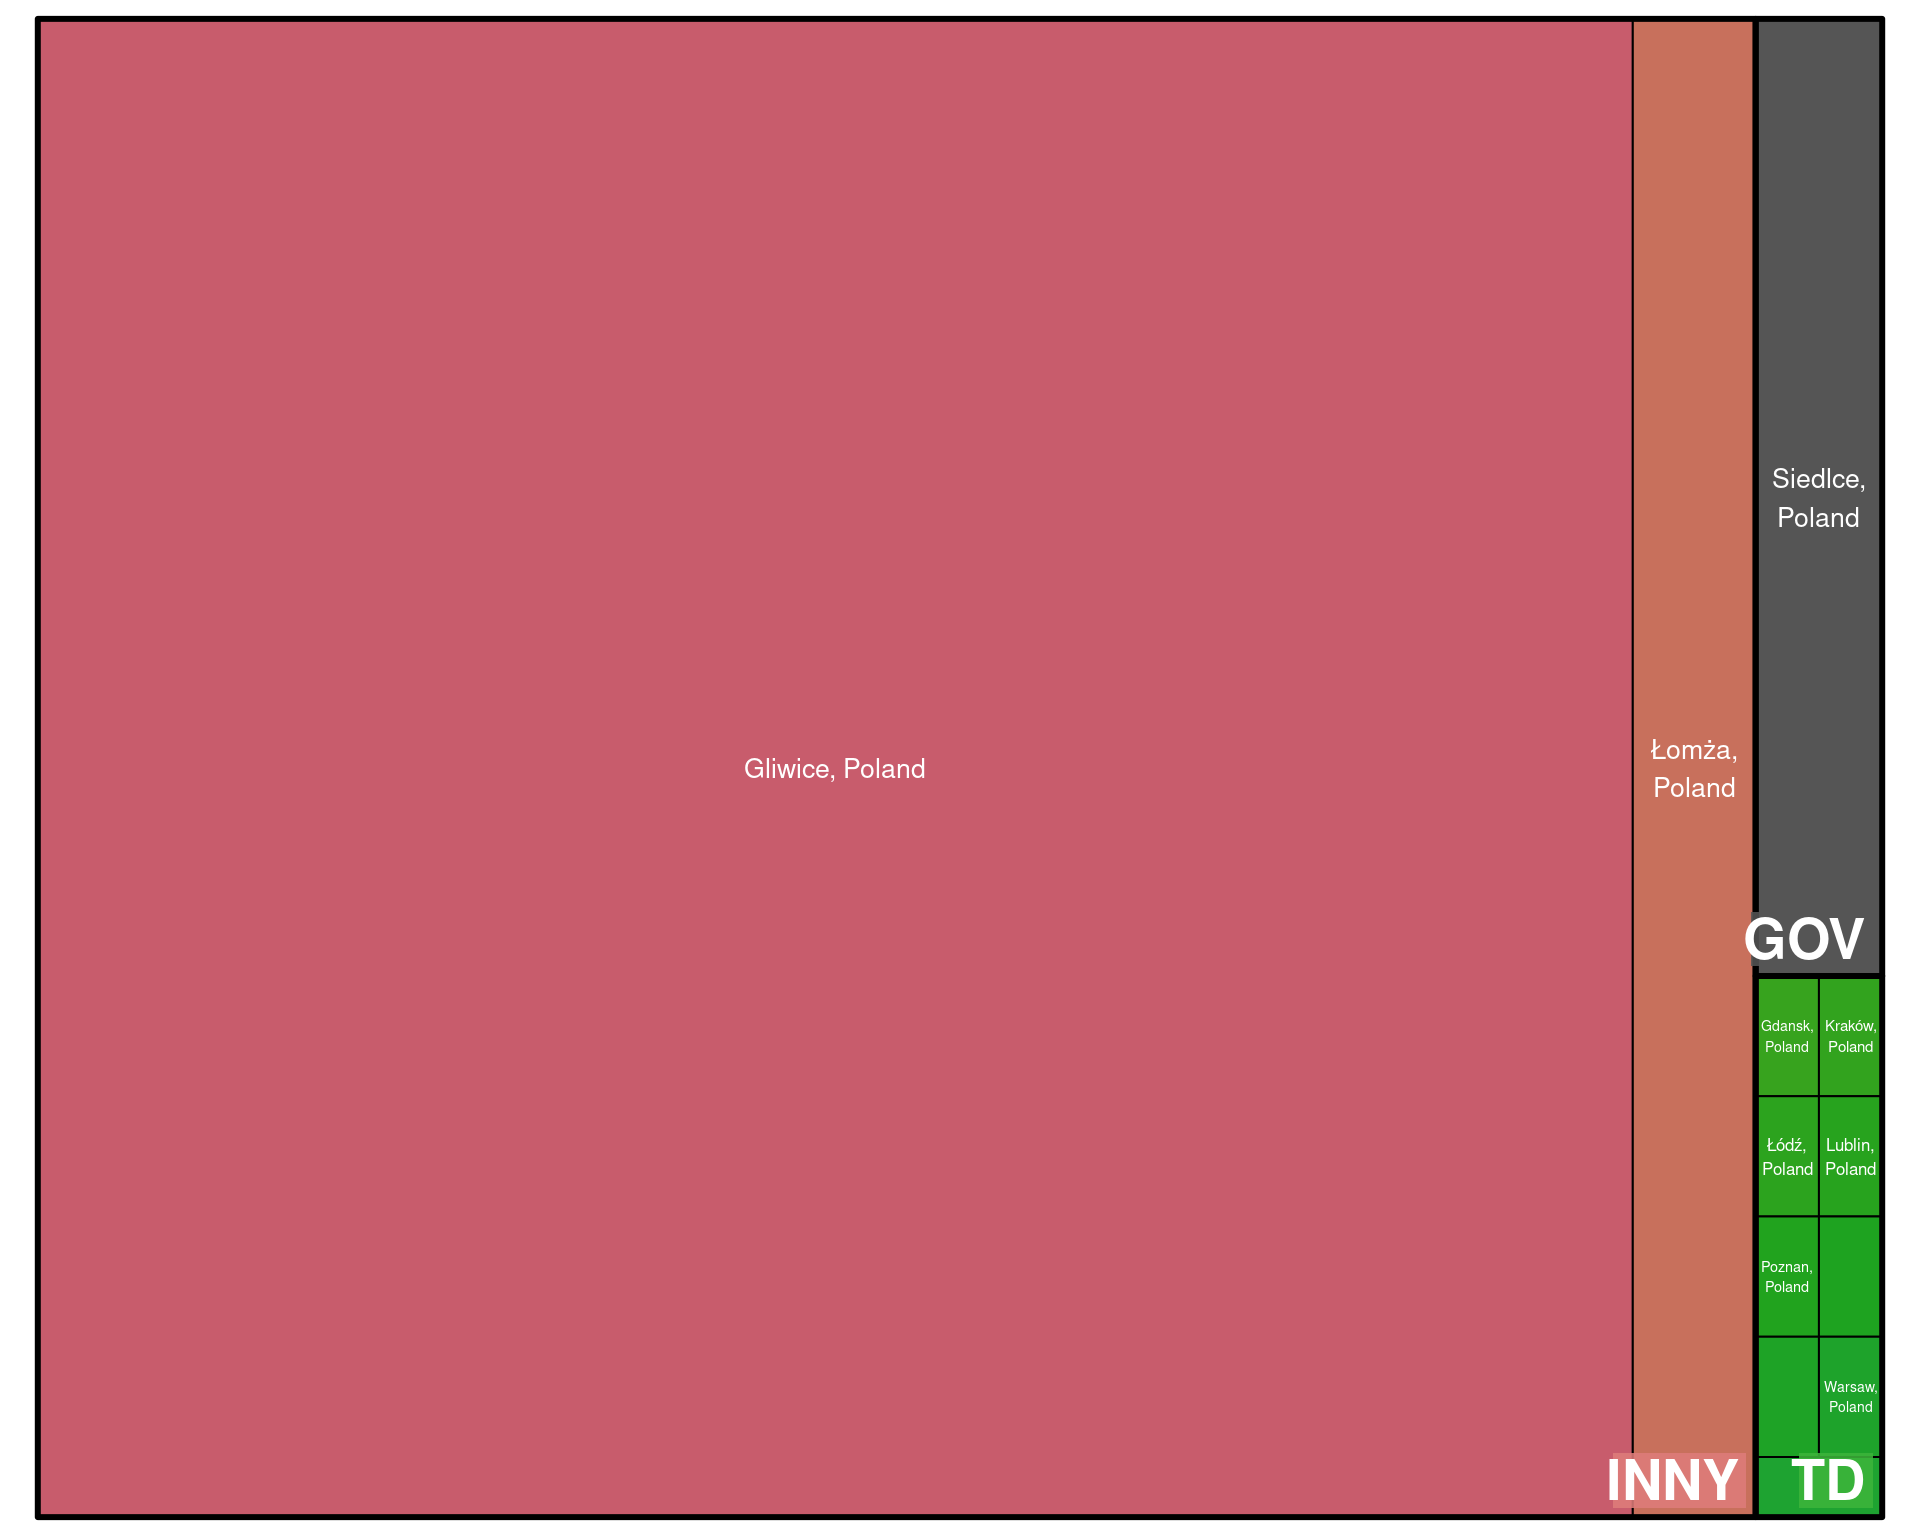 Gliwice, Poland
Łomża,
Poland
INNY
Siedlce,
Poland
GOV
Gdansk,
Poland
Kraków,
Poland
Łódź,
Poland
Lublin,
Poland
Poznan,
Poland
Warsaw,
Poland
TD